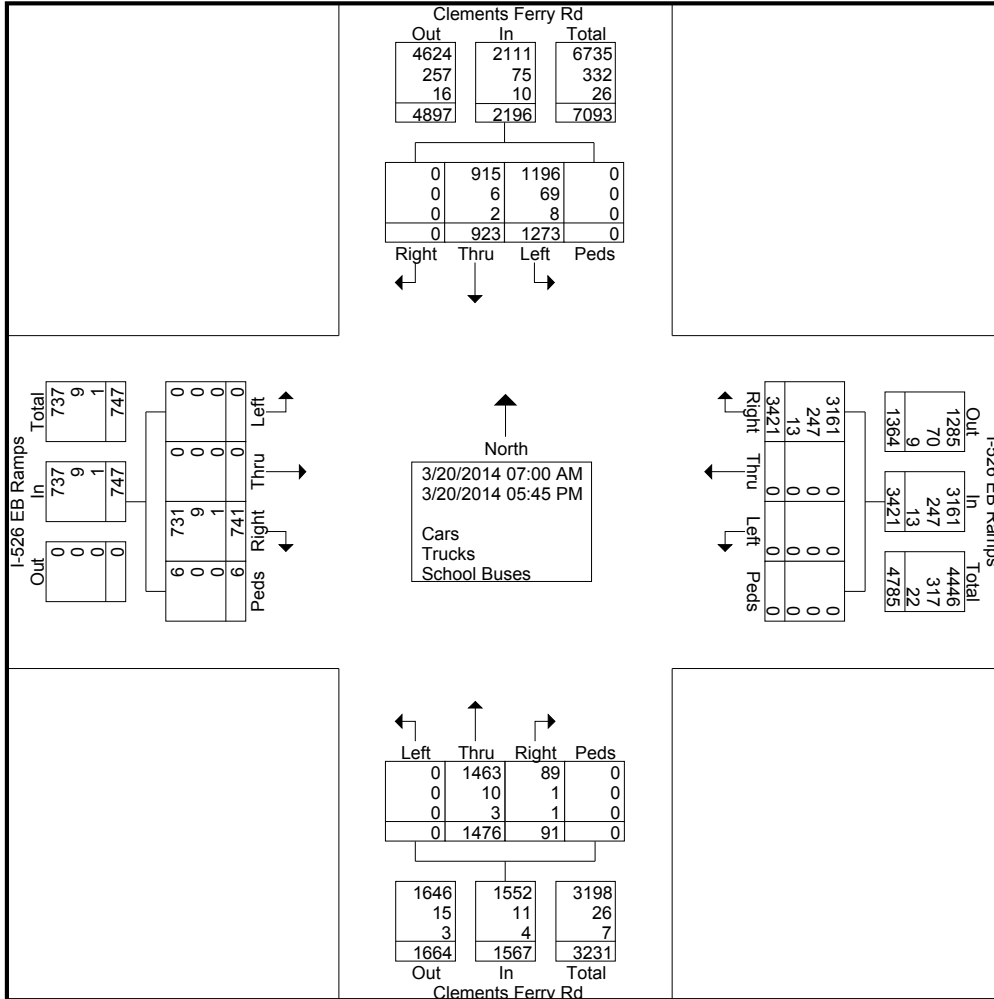 Clements Ferry Rd
Out In Total
4624 2111 6735
257 75 332
16 10 26
4897 2196 7093
0 915 1196 0
0 6 69 0
0 2 8 0
0 923 1273 0
Right Thru Left Peds
I-526 EB Ramps
Total In Out
737 737 0
9 9 0
1 1 0
747 747 0
Left Thru Right Peds
0 0 731 6
0 0 9 0
0 0 1 0
0 0 741 6
North
3/20/2014 07:00 AM
3/20/2014 05:45 PM
Cars
Trucks
School Buses
Right Thru Left Peds
3161 0 0 0
247 0 0 0
13 0 0 0
3421 0 0 0
I-526 EB Ramps
Out In Total
1285 3161 4446
70 247 317
9 13 22
1364 3421 4785
Left Thru Right Peds
0 1463 89 0
0 10 1 0
0 3 1 0
0 1476 91 0
1646 1552 3198
15 11 26
3 4 7
1664 1567 3231
Out In Total
Clements Ferry Rd